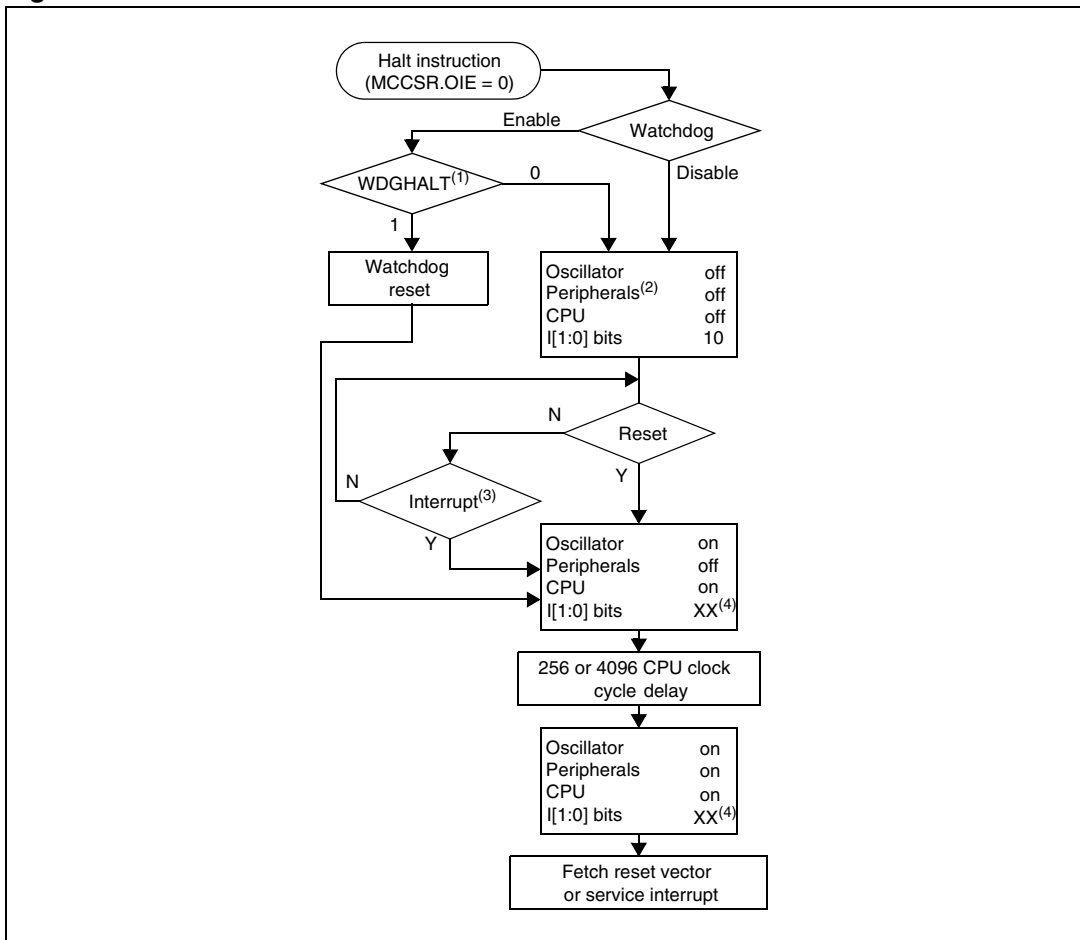 Halt instruction
(MCCSR.OIE = 0)
Enable
Watchdog
Disable
WDGHALT(1)
0
1
Watchdog
reset
Oscillator off
Peripherals(2) off
CPU off
I[1:0] bits 10
N
Reset
Y
N
Interrupt(3)
Y
Oscillator on
Peripherals off
CPU on
I[1:0] bits XX(4)
256 or 4096 CPU clock
cycle delay
Oscillator on
Peripherals on
CPU on
I[1:0] bits XX(4)
Fetch reset vector
or service interrupt